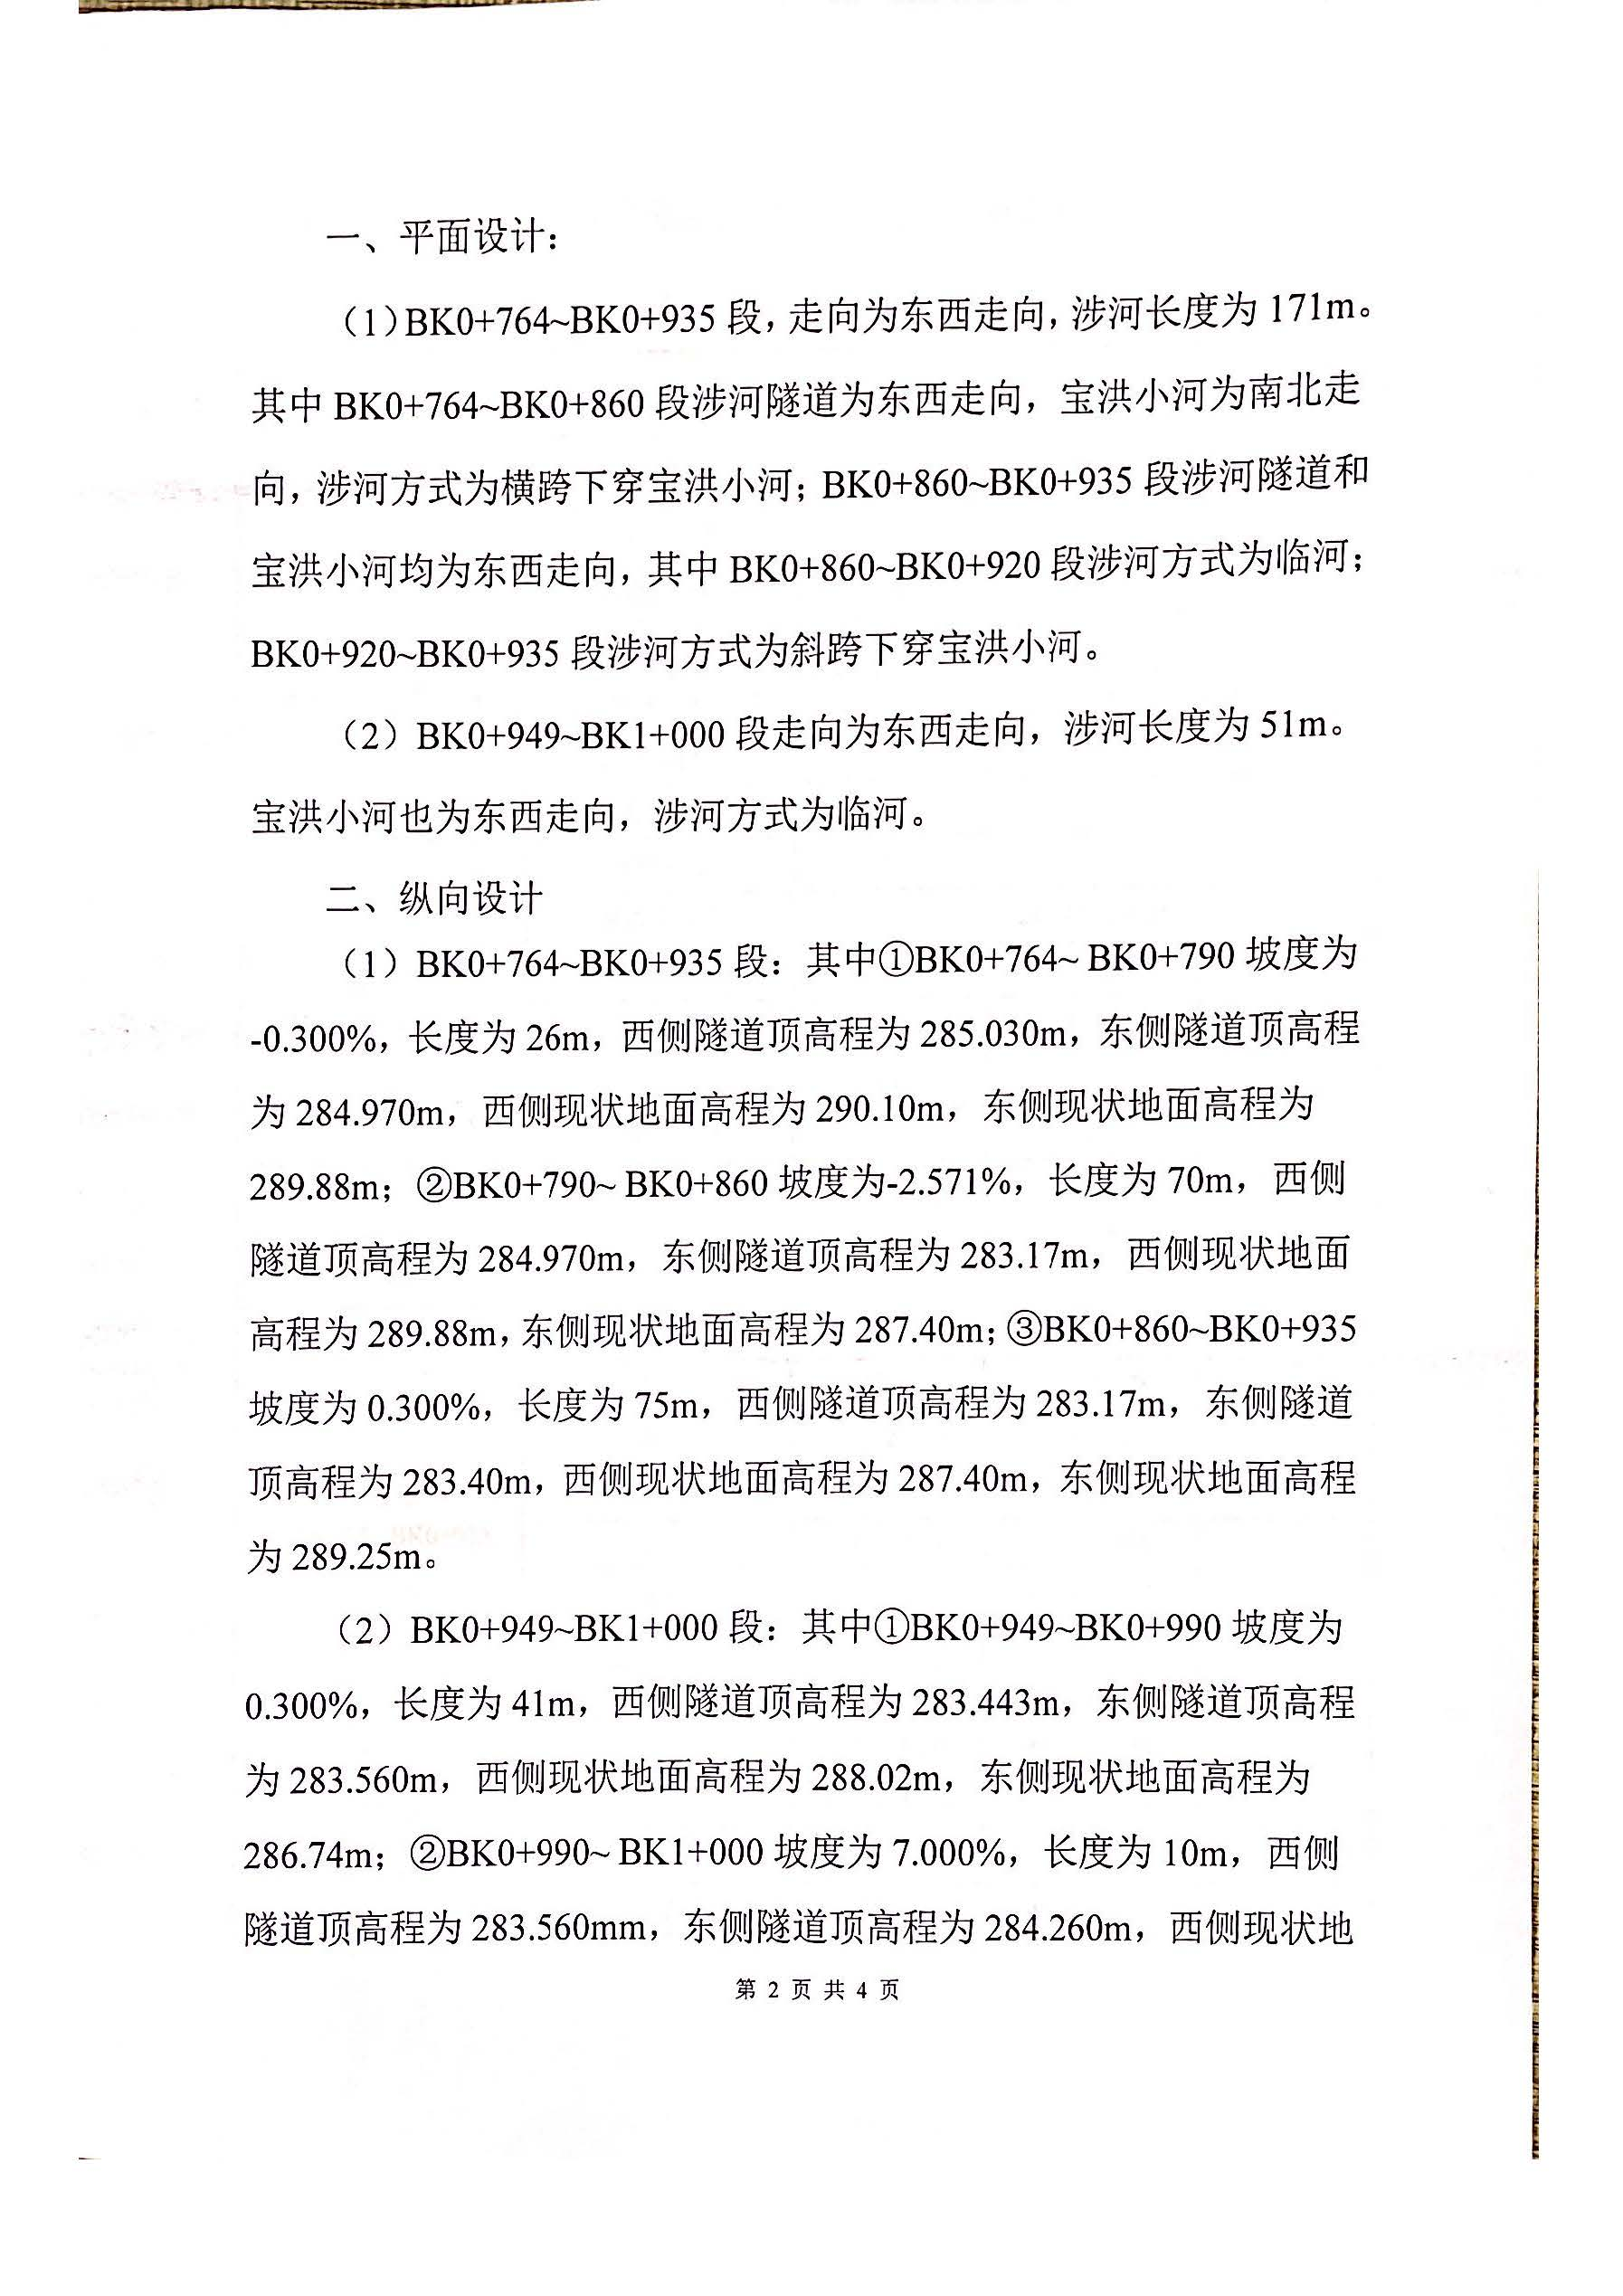 一、平面设计：
（1）BK0+764~BK0+935 段，走向为东西走向，涉河长度为 171m。
其中 BK0+764~BK0+860 段涉河隧道为东西走向，宝洪小河为南北走
向，涉河方式为横跨下穿宝洪小河；BK0+860~BK0+935 段涉河隧道和
宝洪小河均为东西走向，其中 BK0+860~BK0+920 段涉河方式为临河；
BK0+920~BK0+935 段涉河方式为斜跨下穿宝洪小河。
（2）BK0+949~BK1+000 段走向为东西走向，涉河长度为 51m。
宝洪小河也为东西走向，涉河方式为临河。
二、纵向设计
（1）BK0+764~BK0+935 段：其中①BK0+764~ BK0+790 坡度为
-0.300%，长度为 26m，西侧隧道顶高程为 285.030m，东侧隧道顶高程
为 284.970m，西侧现状地面高程为 290.10m，东侧现状地面高程为
289.88m；②BK0+790~ BK0+860 坡度为-2.571%，长度为 70m，西侧
隧道顶高程为 284.970m，东侧隧道顶高程为 283.17m，西侧现状地面
高程为 289.88m，东侧现状地面高程为 287.40m；③BK0+860~BK0+935
坡度为 0.300%，长度为 75m，西侧隧道顶高程为 283.17m，东侧隧道
顶高程为 283.40m，西侧现状地面高程为 287.40m，东侧现状地面高程
为 289.25m。
（2）BK0+949~BK1+000 段：其中①BK0+949~BK0+990 坡度为
0.300%，长度为 41m，西侧隧道顶高程为 283.443m，东侧隧道顶高程
为 283.560m，西侧现状地面高程为 288.02m，东侧现状地面高程为
286.74m；②BK0+990~ BK1+000 坡度为 7.000%，长度为 10m，西侧
隧道顶高程为 283.560mm，东侧隧道顶高程为 284.260m，西侧现状地
第 2 页 共 4 页